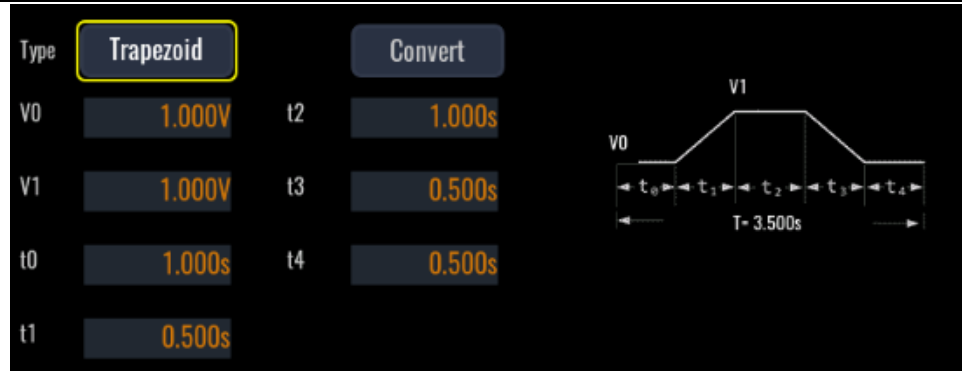 Type Trapezoid Convert
V0 1.000V t2 1.000s
V1 1.000V t3 0.500s
t0 1.000s t4 0.500s
t1 0.500s
V1
V0
t₀ t₁ t₂ t₃ t₄
T= 3.500s